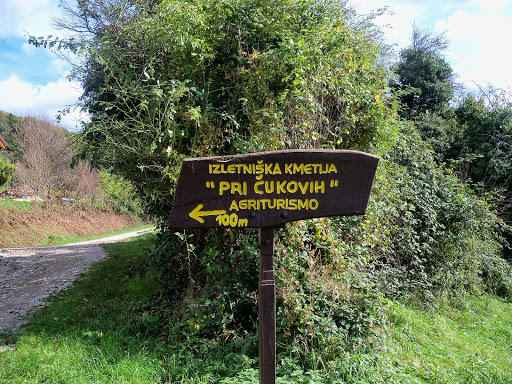 IZLETNIŠKA KMETIJA
"PRI ČUKOVIH"
AGRITURISMO
100m